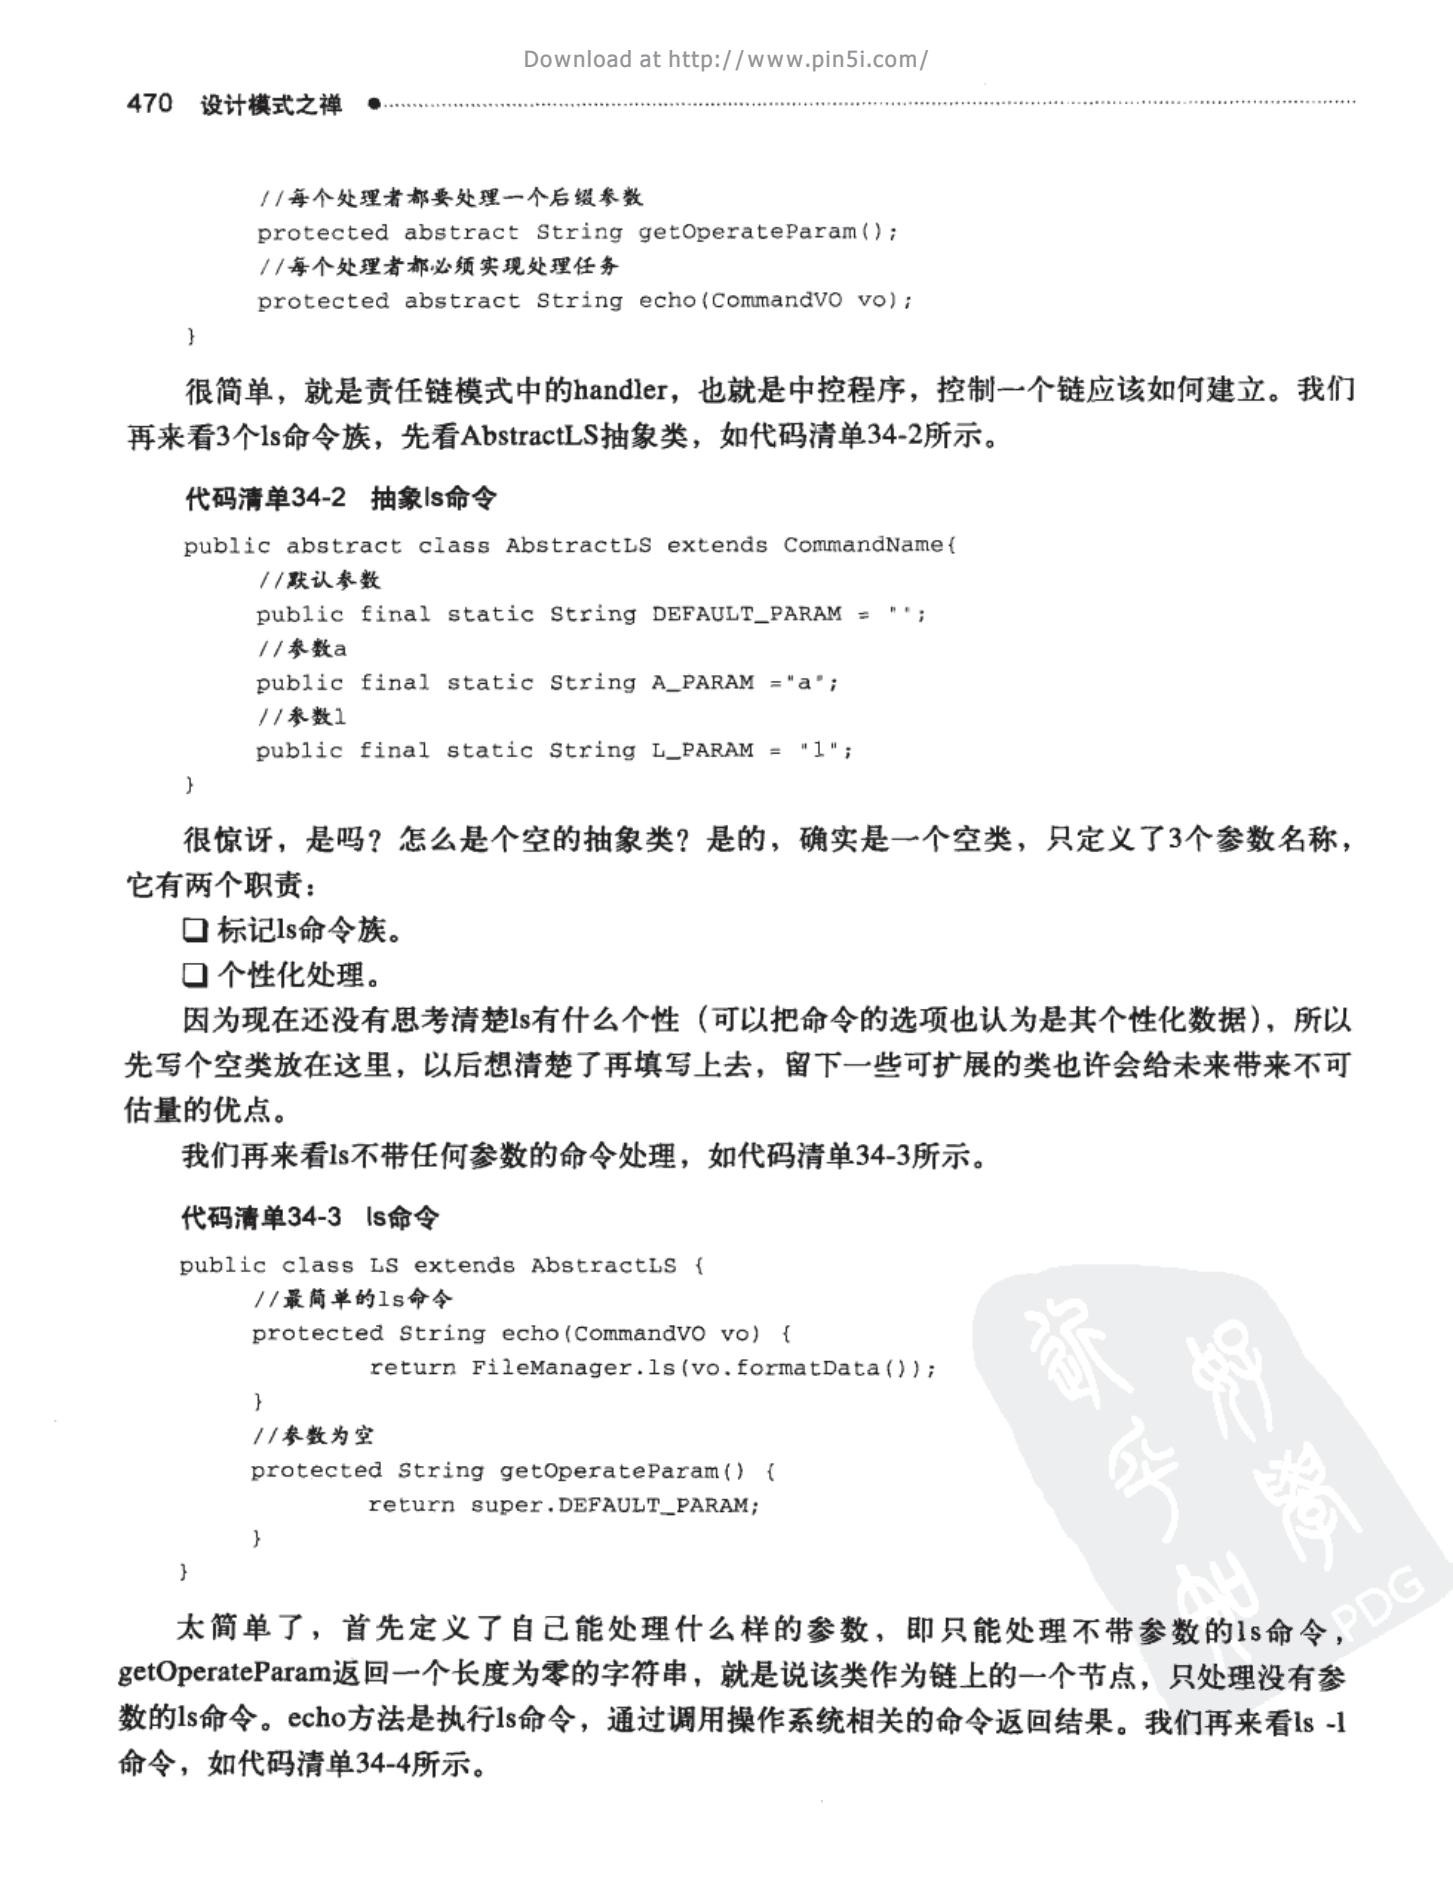 Download at http://www.pin5i.com/
470 设计模式之禅
//每个处理者都要处理一个后缀参数
protected abstract String getOperateParam();
//每个处理者都必须实现处理任务
protected abstract String echo(CommandVO vo);
}
很简单，就是责任链模式中的handler，也就是中控程序，控制一个链应该如何建立。我们
再来看3个ls命令族，先看AbstractLS抽象类，如代码清单34-2所示。
代码清单34-2 抽象ls命令
public abstract class AbstractLS extends CommandName{
//默认参数
public final static String DEFAULT_PARAM = "";
//参数a
public final static String A_PARAM ="a";
//参数l
public final static String L_PARAM = "l";
}
很惊讶，是吗？怎么是个空的抽象类？是的，确实是一个空类，只定义了3个参数名称，
它有两个职责：
❑ 标记ls命令族。
❑ 个性化处理。
因为现在还没有思考清楚ls有什么个性（可以把命令的选项也认为是其个性化数据），所以
先写个空类放在这里，以后想清楚了再填写上去，留下一些可扩展的类也许会给未来带来不可
估量的优点。
我们再来看ls不带任何参数的命令处理，如代码清单34-3所示。
代码清单34-3 ls命令
public class LS extends AbstractLS {
//最简单的ls命令
protected String echo(CommandVO vo) {
return FileManager.ls(vo.formatData());
}
//参数为空
protected String getOperateParam() {
return super.DEFAULT_PARAM;
}
}
太简单了，首先定义了自己能处理什么样的参数，即只能处理不带参数的ls命令，
getOperateParam返回一个长度为零的字符串，就是说该类作为链上的一个节点，只处理没有参
数的ls命令。echo方法是执行ls命令，通过调用操作系统相关的命令返回结果。我们再来看ls -l
命令，如代码清单34-4所示。
PDG